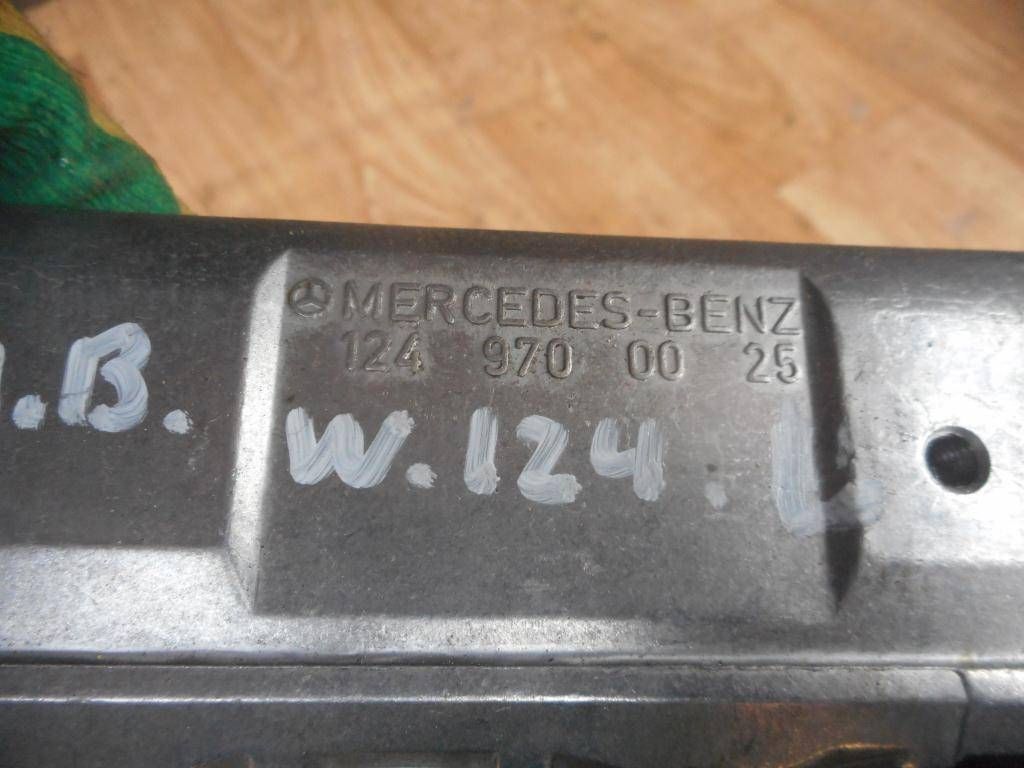 MERCEDES-BENZ
124 970 00 25
.B.
W.124. L